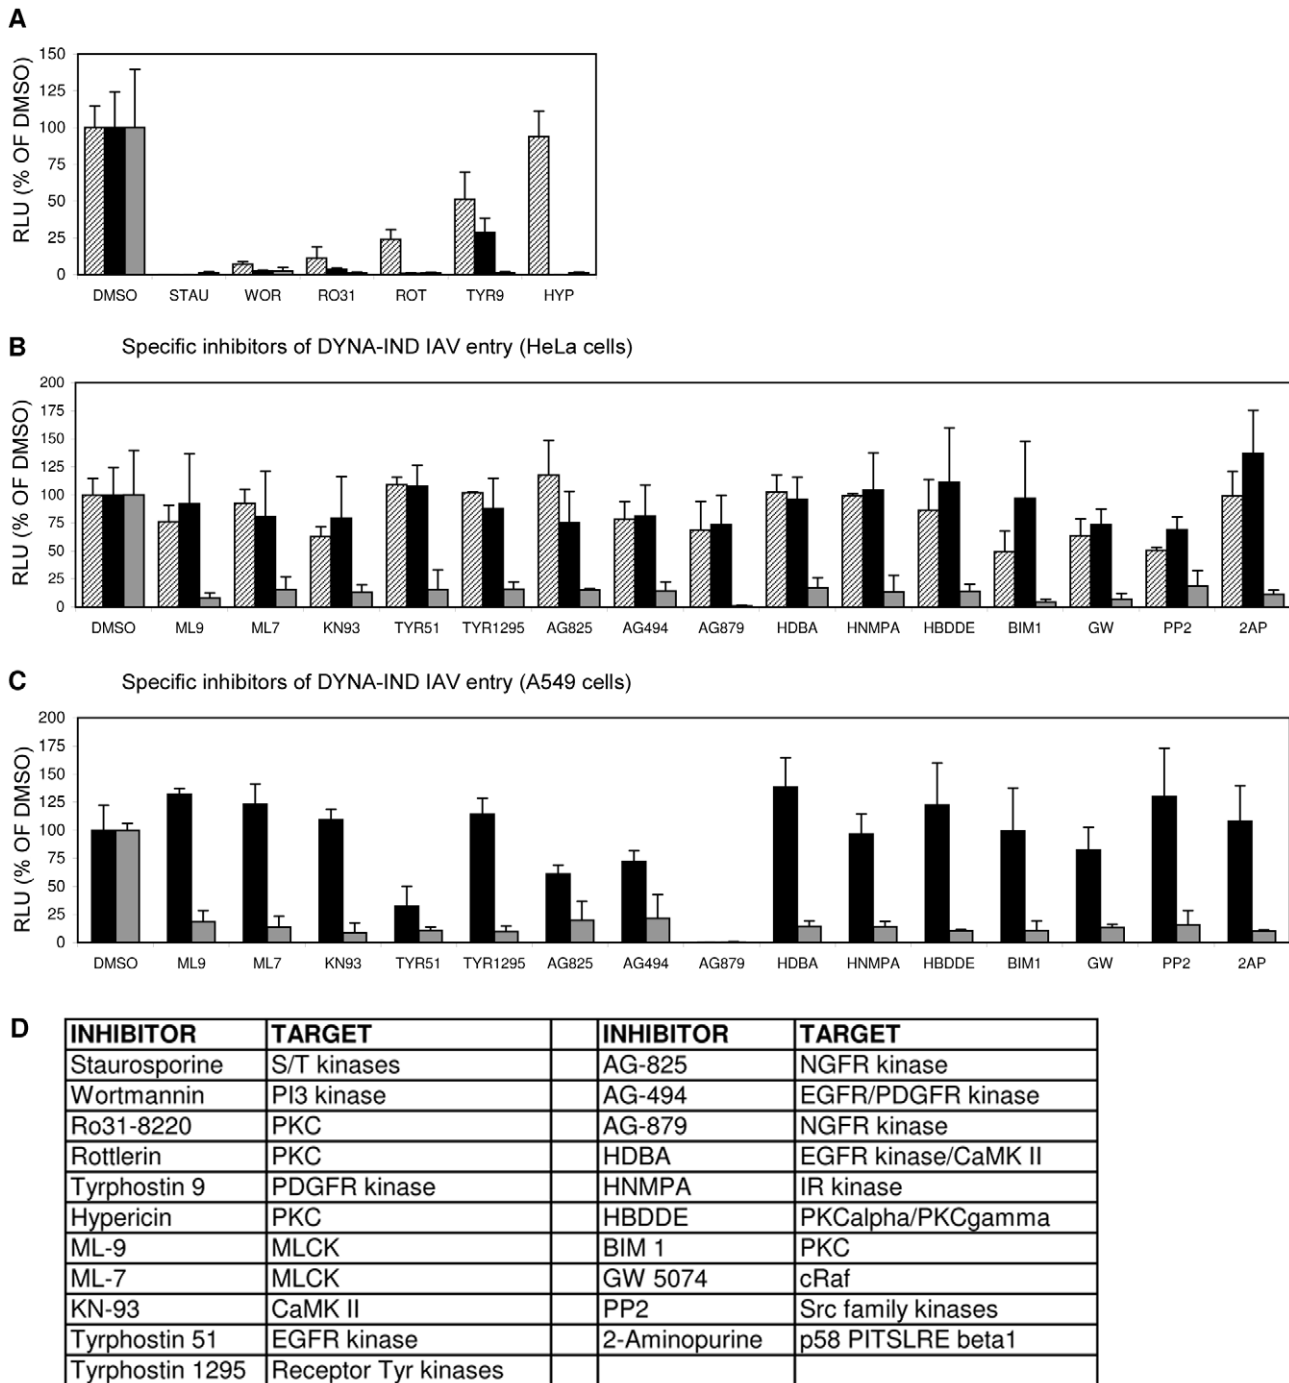 A
RLU (% OF DMSO)
150
125
100
75
50
25
0
DMSO STAU WOR RO31 ROT TYR9 HYP
B Specific inhibitors of DYNA-IND IAV entry (HeLa cells)
RLU (% OF DMSO)
200
175
150
125
100
75
50
25
0
DMSO ML9 ML7 KN93 TYR51 TYR1295 AG825 AG494 AG879 HDBA HNMPA HBDDE BIM1 GW PP2 2AP
C Specific inhibitors of DYNA-IND IAV entry (A549 cells)
RLU (% OF DMSO)
200
175
150
125
100
75
50
25
0
DMSO ML9 ML7 KN93 TYR51 TYR1295 AG825 AG494 AG879 HDBA HNMPA HBDDE BIM1 GW PP2 2AP
D
INHIBITOR TARGET INHIBITOR TARGET
Staurosporine S/T kinases AG-825 NGFR kinase
Wortmannin PI3 kinase AG-494 EGFR/PDGFR kinase
Ro31-8220 PKC AG-879 NGFR kinase
Rottlerin PKC HDBA EGFR kinase/CaMK II
Tyrphostin 9 PDGFR kinase HNMPA IR kinase
Hypericin PKC HBDDE PKCalpha/PKCgamma
ML-9 MLCK BIM 1 PKC
ML-7 MLCK GW 5074 cRaf
KN-93 CaMK II PP2 Src family kinases
Tyrphostin 51 EGFR kinase 2-Aminopurine p58 PITSLRE beta1
Tyrphostin 1295 Receptor Tyr kinases